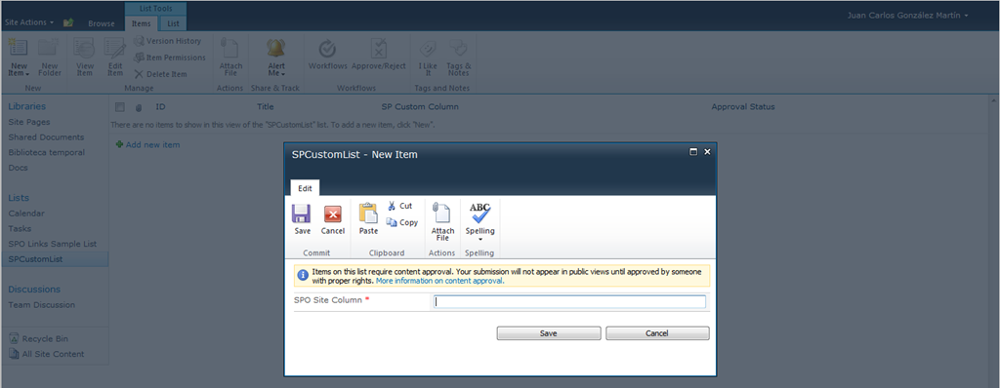 List Tools
Site Actions
Browse
Items
List
Juan Carlos González Martín
New Item
New Folder
View Item
Edit Item
Version History
Item Permissions
Delete Item
Attach File
Alert Me
Workflows
Approve/Reject
I Like It
Tags & Notes
New
Manage
Actions
Share & Track
Workflows
Tags and Notes
Libraries
Site Pages
Shared Documents
Biblioteca temporal
Docs
Lists
Calendar
Tasks
SPO Links Sample List
SPCustomList
Discussions
Team Discussion
Recycle Bin
All Site Content
ID
Title
SP Custom Column
Approval Status
There are no items to show in this view of the "SPCustomList" list. To add a new item, click "New".
Add new item
SPCustomList - New Item
Edit
Save
Cancel
Paste
Cut
Copy
Attach File
ABC
Spelling
Commit
Clipboard
Actions
Spelling
Items on this list require content approval. Your submission will not appear in public views until approved by someone
with proper rights. More information on content approval.
SPO Site Column *
Save
Cancel